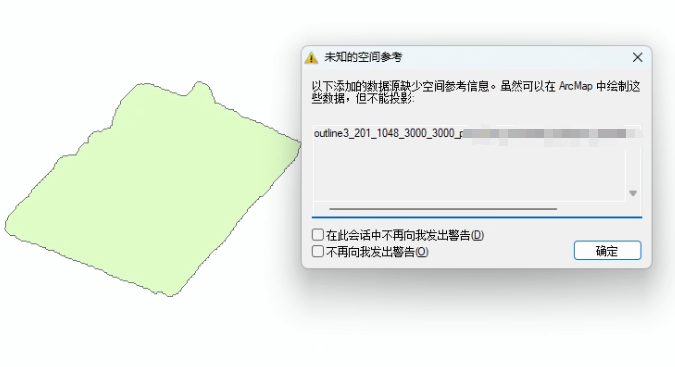 未知的空间参考
以下添加的数据源缺少空间参考信息。虽然可以在 ArcMap 中绘制这
些数据，但不能投影:
outline3_201_1048_3000_3000_
在此会话中不再向我发出警告(D)
不再向我发出警告(O)
确定